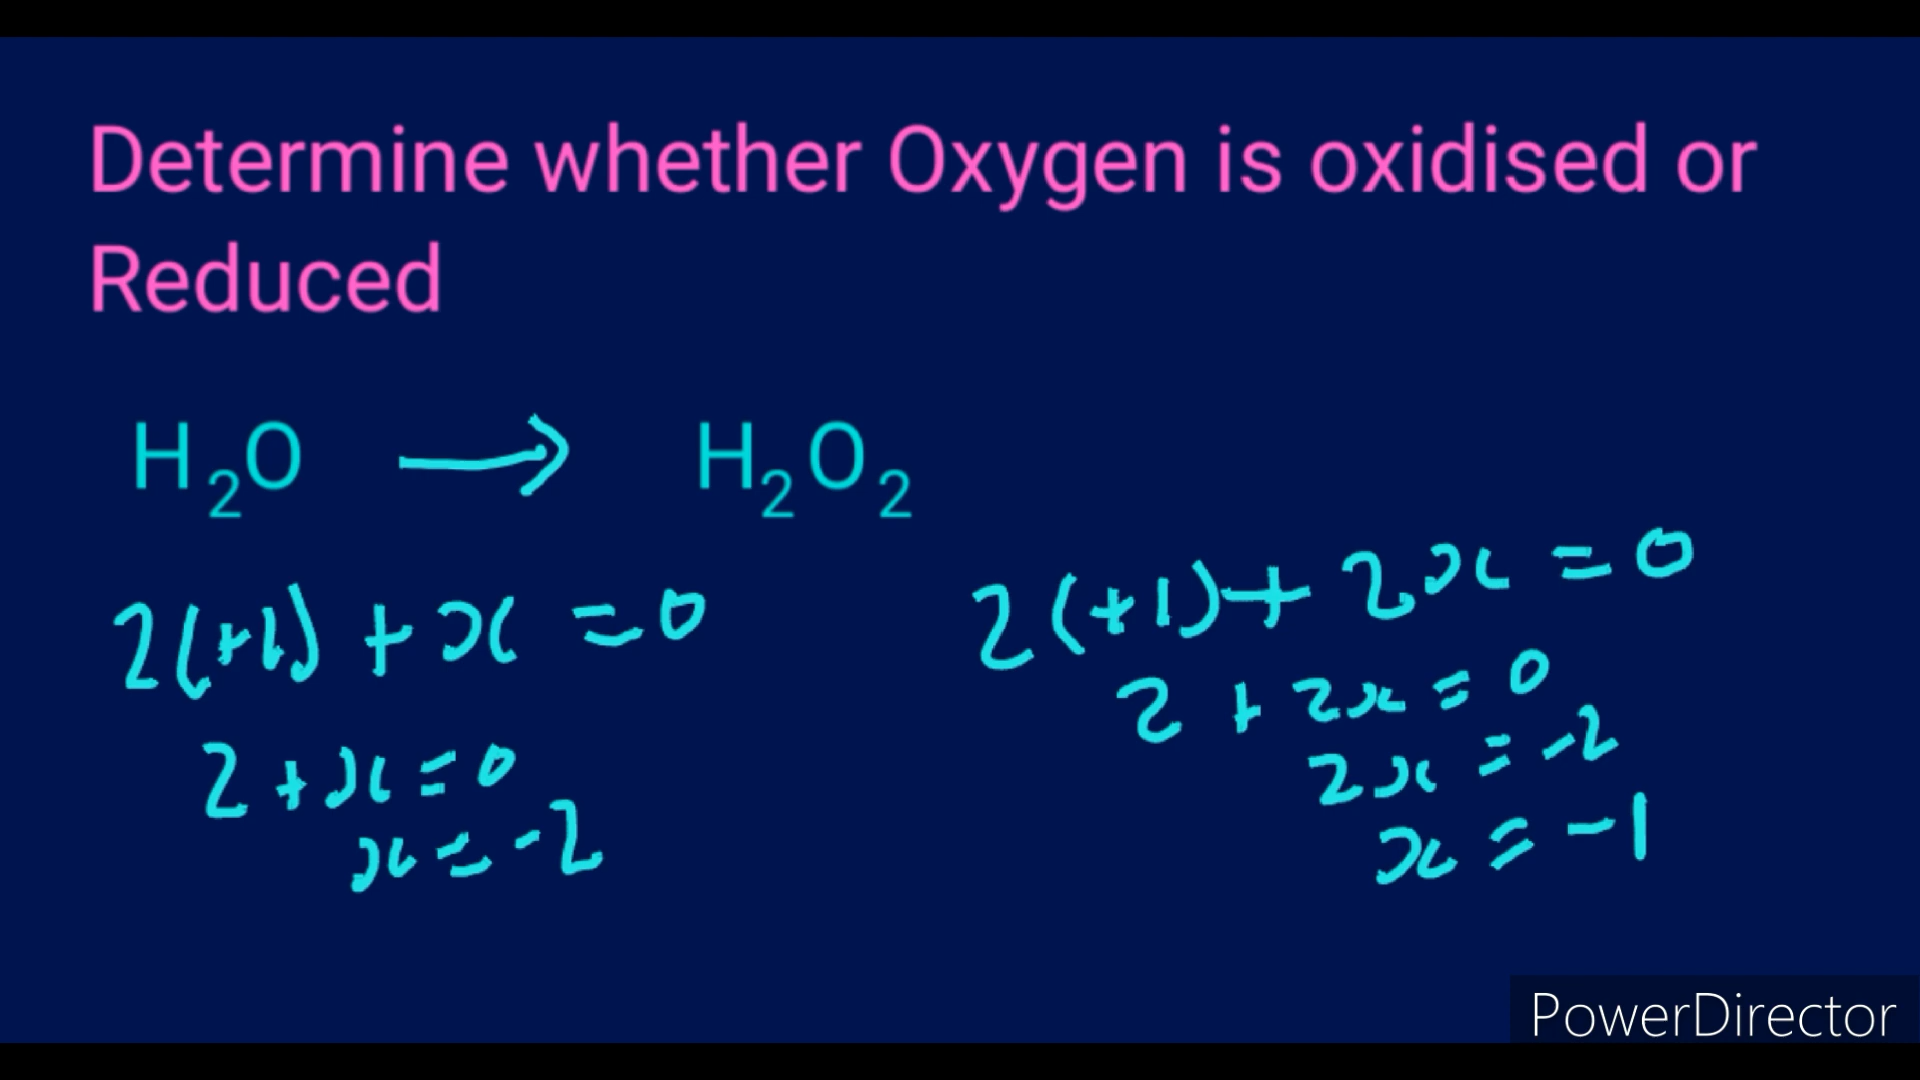 Determine whether Oxygen is oxidised or
Reduced
H₂O → H₂O₂
2(+1) + x = 0
2 + x = 0
x = -2
2(+1) + 2x = 0
2 + 2x = 0
2x = -2
x = -1
PowerDirector